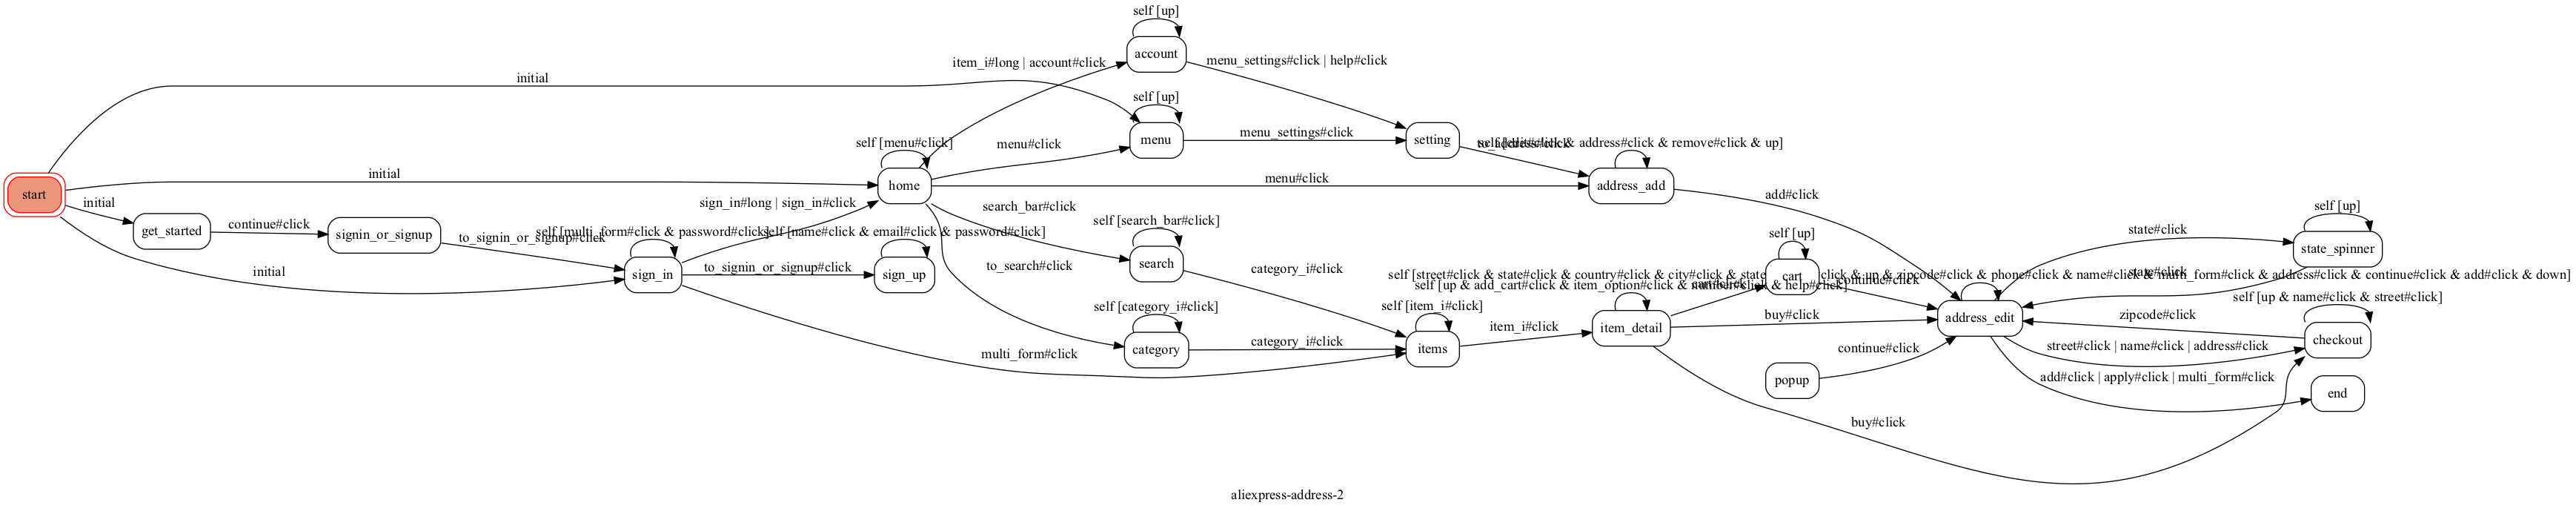 self [up]
account
item_i#long | account#click
menu_settings#click | help#click
initial
self [up]
menu
menu#click
menu_settings#click
setting
self [menu#click]
to_address#click
self [edit#click & address#click & remove#click & up]
initial
home
menu#click
address_add
start
initial
get_started
continue#click
signin_or_signup
to_signin_or_signup#click
sign_in#long | sign_in#click
search_bar#click
add#click
self [multi_form#click & password#click]
self [name#click & email#click & password#click]
self [search_bar#click]
self [up]
self [up]
state#click
state_spinner
initial
sign_in
to_signin_or_signup#click
sign_up
to_search#click
search
category_i#click
cart
cart#click
continue#click
state#click
self [street#click & state#click & country#click & city#click & state
click & up & zipcode#click & phone#click & name#click & multi_form#click & address#click & continue#click & add#click & down]
self [up & add_cart#click & item_option#click & number#click & help#click]
self [category_i#click]
self [item_i#click]
self [up & name#click & street#click]
category
category_i#click
items
item_i#click
item_detail
buy#click
address_edit
zipcode#click
checkout
multi_form#click
continue#click
street#click | name#click | address#click
popup
add#click | apply#click | multi_form#click
end
buy#click
aliexpress-address-2